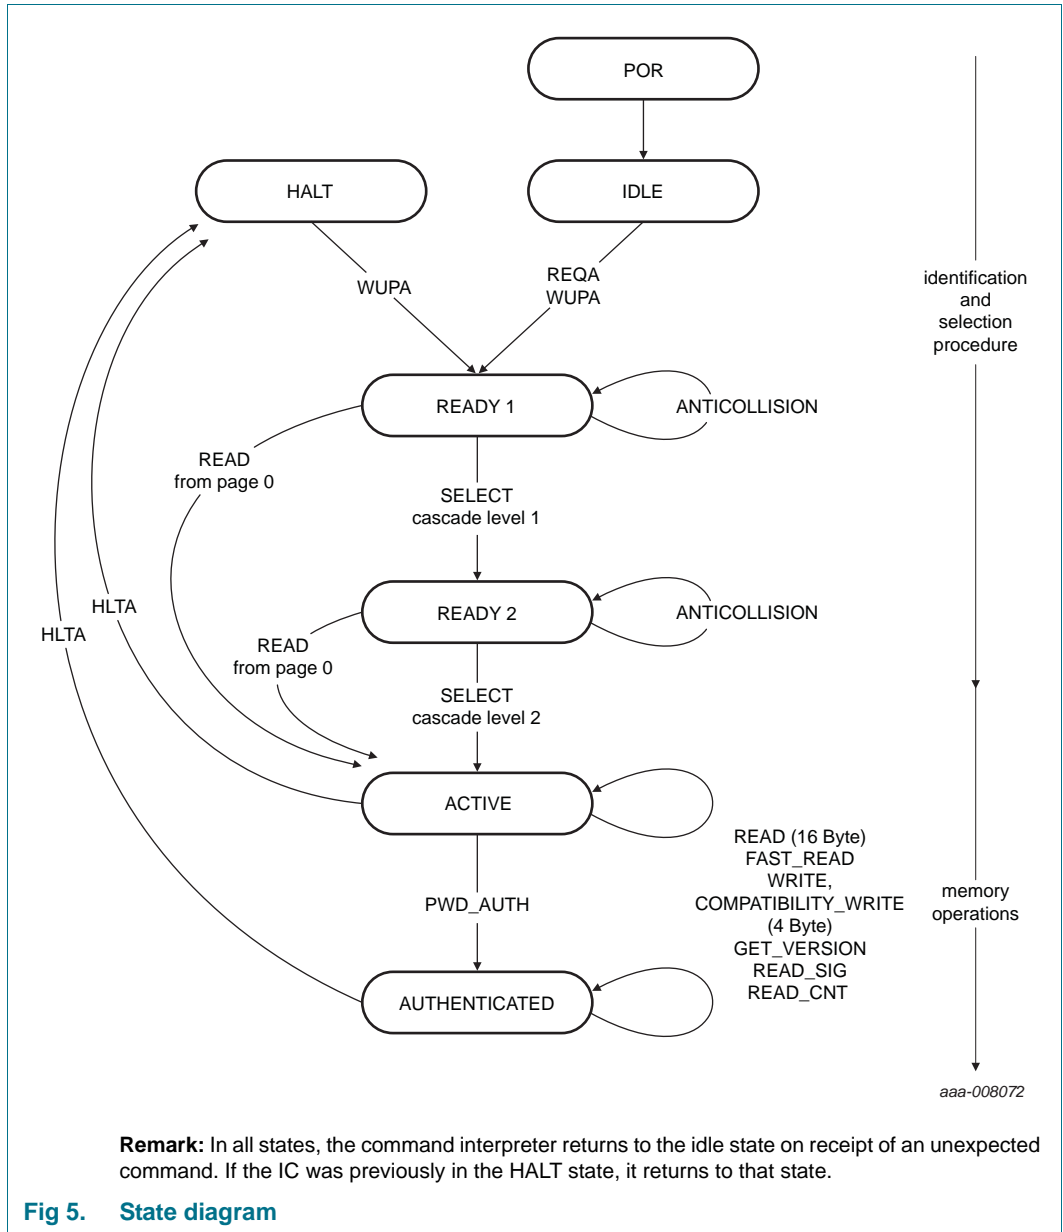 POR
HALT
IDLE
WUPA
REQA
WUPA
identification
and
selection
procedure
READY 1
ANTICOLLISION
READ
from page 0
SELECT
cascade level 1
HLTA
HLTA
READY 2
ANTICOLLISION
READ
from page 0
SELECT
cascade level 2
ACTIVE
READ (16 Byte)
FAST_READ
WRITE,
COMPATIBILITY_WRITE
(4 Byte)
GET_VERSION
READ_SIG
READ_CNT
PWD_AUTH
memory
operations
AUTHENTICATED
aaa-008072
Remark: In all states, the command interpreter returns to the idle state on receipt of an unexpected
command. If the IC was previously in the HALT state, it returns to that state.
Fig 5. State diagram